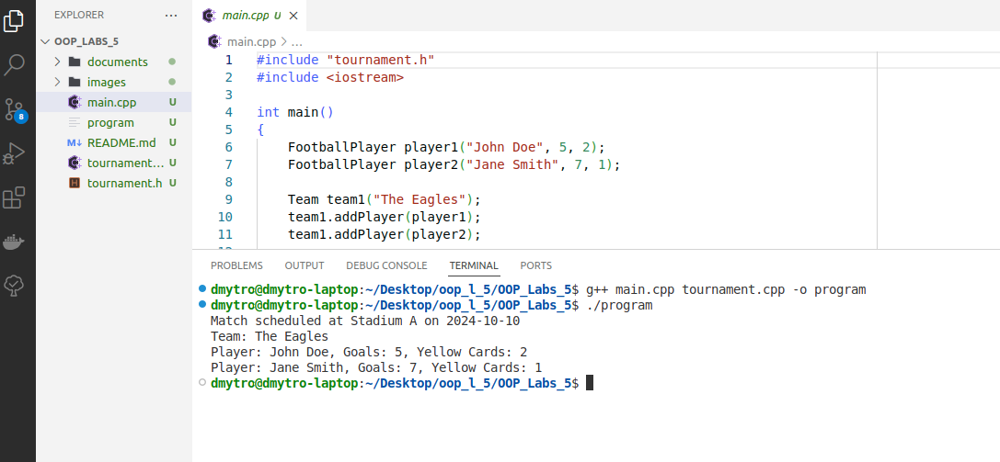 EXPLORER ···
OOP_LABS_5
documents
images
main.cpp U
program U
README.md U
tournament... U
tournament.h U
8
main.cpp U
main.cpp > ...
1 #include "tournament.h"
2 #include <iostream>
3
4 int main()
5 {
6 FootballPlayer player1("John Doe", 5, 2);
7 FootballPlayer player2("Jane Smith", 7, 1);
8
9 Team team1("The Eagles");
10 team1.addPlayer(player1);
11 team1.addPlayer(player2);
PROBLEMS OUTPUT DEBUG CONSOLE TERMINAL PORTS
dmytro@dmytro-laptop:~/Desktop/oop_l_5/OOP_Labs_5$ g++ main.cpp tournament.cpp -o program
dmytro@dmytro-laptop:~/Desktop/oop_l_5/OOP_Labs_5$ ./program
Match scheduled at Stadium A on 2024-10-10
Team: The Eagles
Player: John Doe, Goals: 5, Yellow Cards: 2
Player: Jane Smith, Goals: 7, Yellow Cards: 1
dmytro@dmytro-laptop:~/Desktop/oop_l_5/OOP_Labs_5$